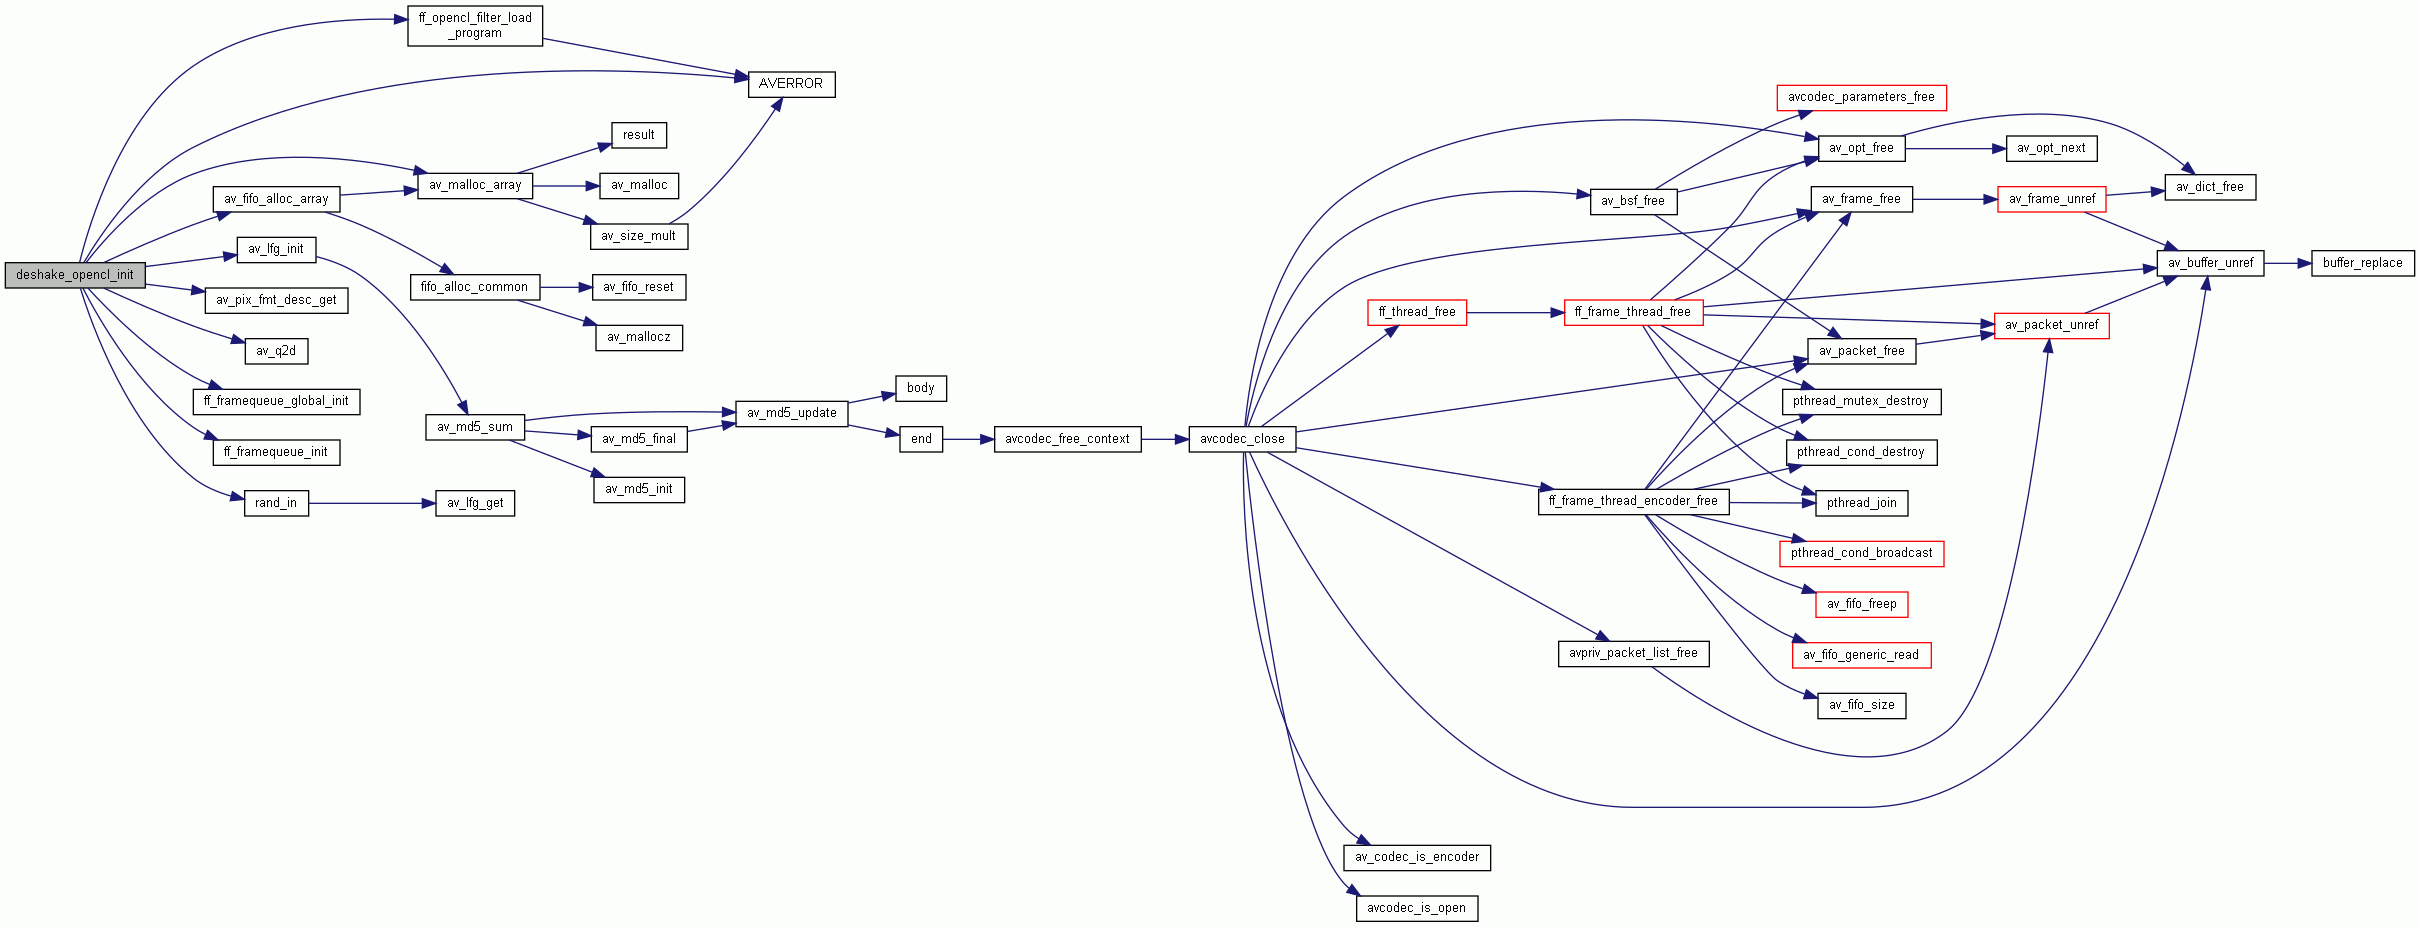 deshake_opencl_init
ff_opencl_filter_load
_program
AVERROR
result
av_malloc_array
av_malloc
av_fifo_alloc_array
av_size_mult
av_lfg_init
fifo_alloc_common
av_fifo_reset
av_pix_fmt_desc_get
av_mallocz
av_q2d
ff_framequeue_global_init
av_md5_sum
av_md5_update
body
av_md5_final
end
ff_framequeue_init
av_md5_init
rand_in
av_lfg_get
avcodec_free_context
avcodec_close
avcodec_parameters_free
av_opt_free
av_opt_next
av_bsf_free
av_frame_free
av_frame_unref
av_dict_free
av_buffer_unref
buffer_replace
ff_thread_free
ff_frame_thread_free
av_packet_unref
av_packet_free
pthread_mutex_destroy
pthread_cond_destroy
ff_frame_thread_encoder_free
pthread_join
pthread_cond_broadcast
av_fifo_freep
avpriv_packet_list_free
av_fifo_generic_read
av_fifo_size
av_codec_is_encoder
avcodec_is_open